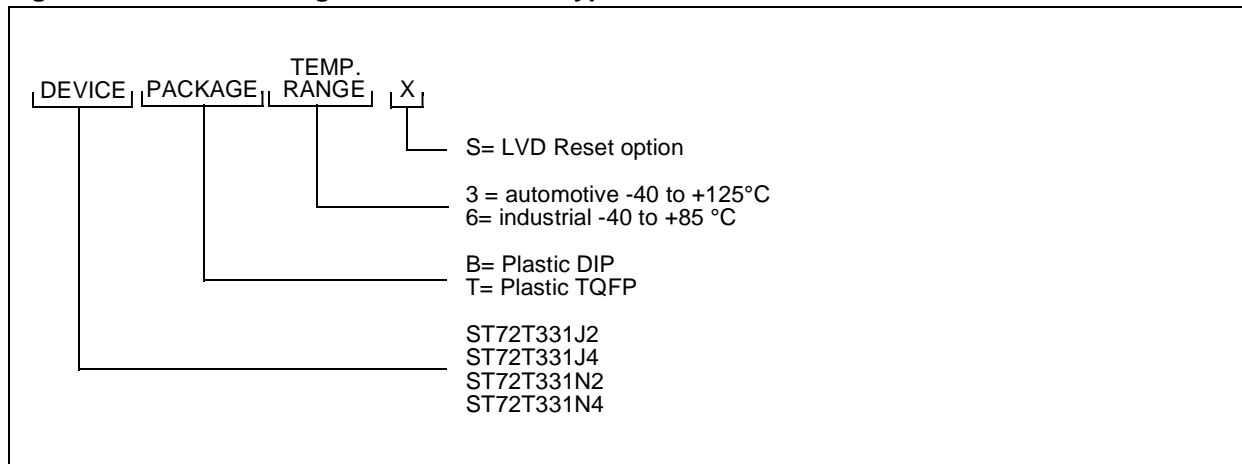 TEMP.
DEVICE PACKAGE RANGE X
S= LVD Reset option
3 = automotive -40 to +125°C
6= industrial -40 to +85 °C
B= Plastic DIP
T= Plastic TQFP
ST72T331J2
ST72T331J4
ST72T331N2
ST72T331N4